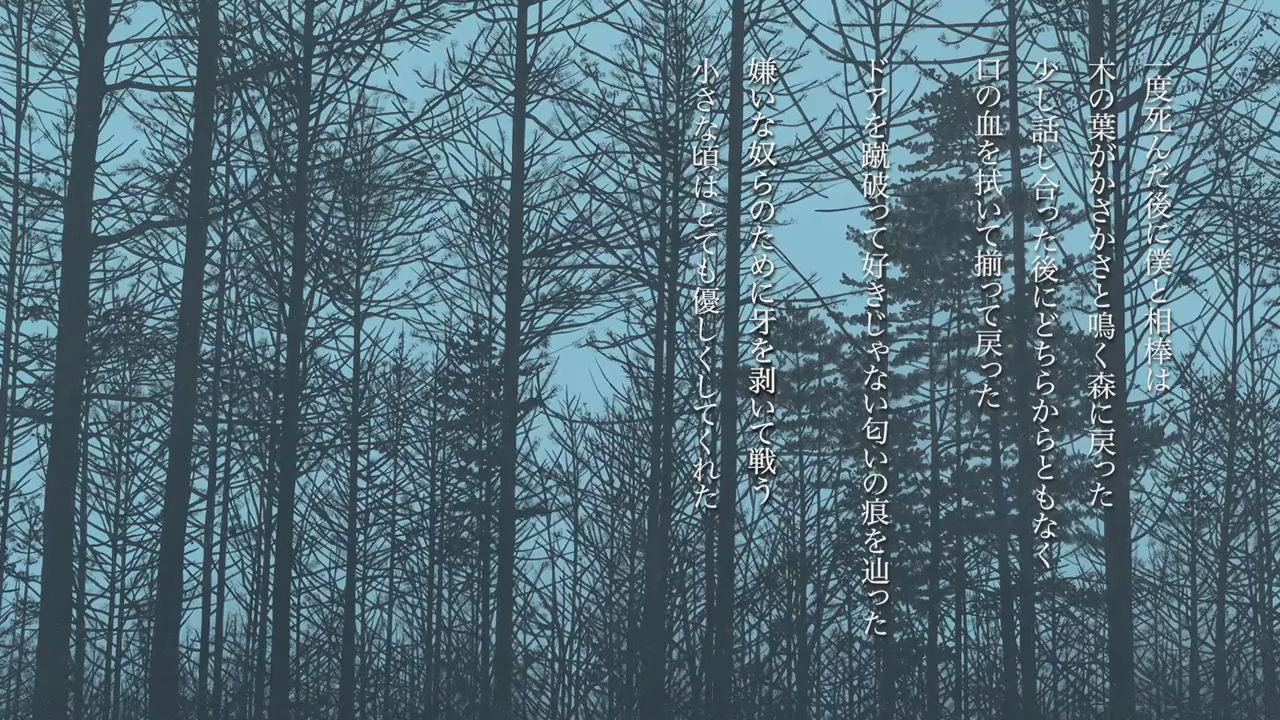 一度死んだ後に僕と相棒は
木の葉がかさかさと鳴く森に戻った
少し話し合った後にどちらからともなく
口の血を拭いて揃って戻った
ドアを蹴破って好きじゃない匂いの痕を辿った
嫌いな奴らのために牙を剥いて戦う
小さな頃はとても優しくしてくれた